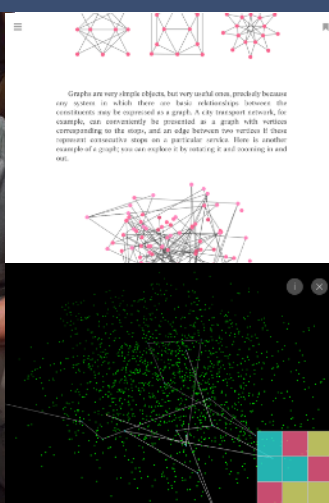 Graphs are very simple objects, but very useful ones, precisely because
any system in which there are basic relationships between the
constituents may be expressed as a graph. A city transport network, for
example, can conveniently be presented as a graph with vertices
corresponding to the stops, and an edge between two vertices if these
represent consecutive stops on a particular service. Here is another
example of a graph; you can explore it by rotating it and zooming in and
out.